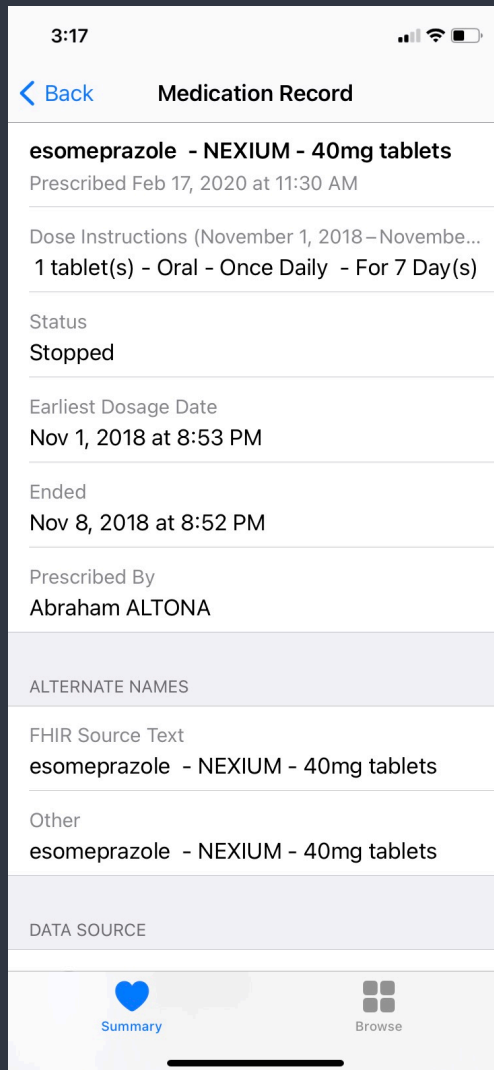 3:17
Back Medication Record
esomeprazole - NEXIUM - 40mg tablets
Prescribed Feb 17, 2020 at 11:30 AM
Dose Instructions (November 1, 2018–Novembe...
1 tablet(s) - Oral - Once Daily - For 7 Day(s)
Status
Stopped
Earliest Dosage Date
Nov 1, 2018 at 8:53 PM
Ended
Nov 8, 2018 at 8:52 PM
Prescribed By
Abraham ALTONA
ALTERNATE NAMES
FHIR Source Text
esomeprazole - NEXIUM - 40mg tablets
Other
esomeprazole - NEXIUM - 40mg tablets
DATA SOURCE
Summary Browse